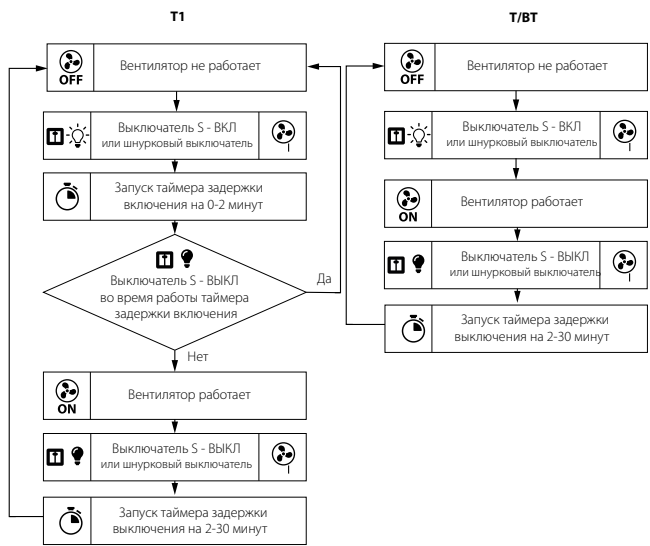 T1
OFF
Вентилятор не работает
Выключатель S - ВКЛ
или шнурковый выключатель
Запуск таймера задержки
включения на 0-2 минут
Выключатель S - ВЫКЛ
во время работы таймера
задержки включения
Да
Нет
ON
Вентилятор работает
Выключатель S - ВЫКЛ
или шнурковый выключатель
Запуск таймера задержки
выключения на 2-30 минут
T/BT
OFF
Вентилятор не работает
Выключатель S - ВКЛ
или шнурковый выключатель
ON
Вентилятор работает
Выключатель S - ВЫКЛ
или шнурковый выключатель
Запуск таймера задержки
выключения на 2-30 минут